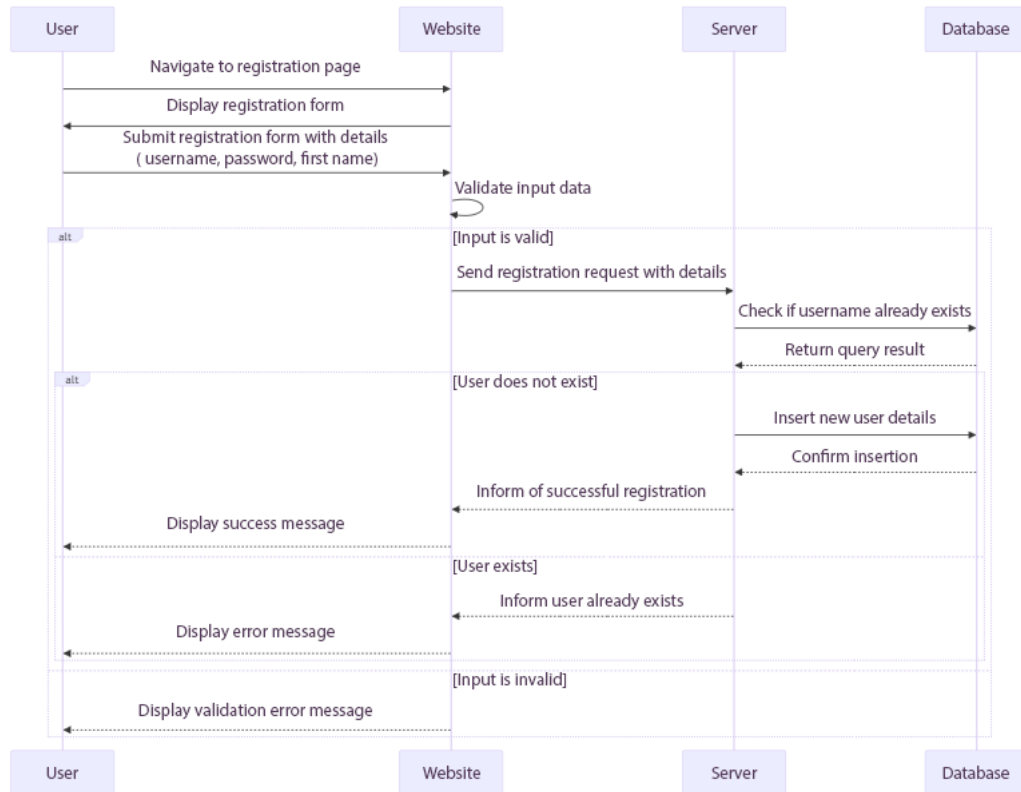 User
Website
Server
Database
Navigate to registration page
Display registration form
Submit registration form with details
( username, password, first name)
Validate input data
alt
[Input is valid]
Send registration request with details
Check if username already exists
Return query result
alt
[User does not exist]
Insert new user details
Confirm insertion
Inform of successful registration
Display success message
[User exists]
Inform user already exists
Display error message
[Input is invalid]
Display validation error message
User
Website
Server
Database